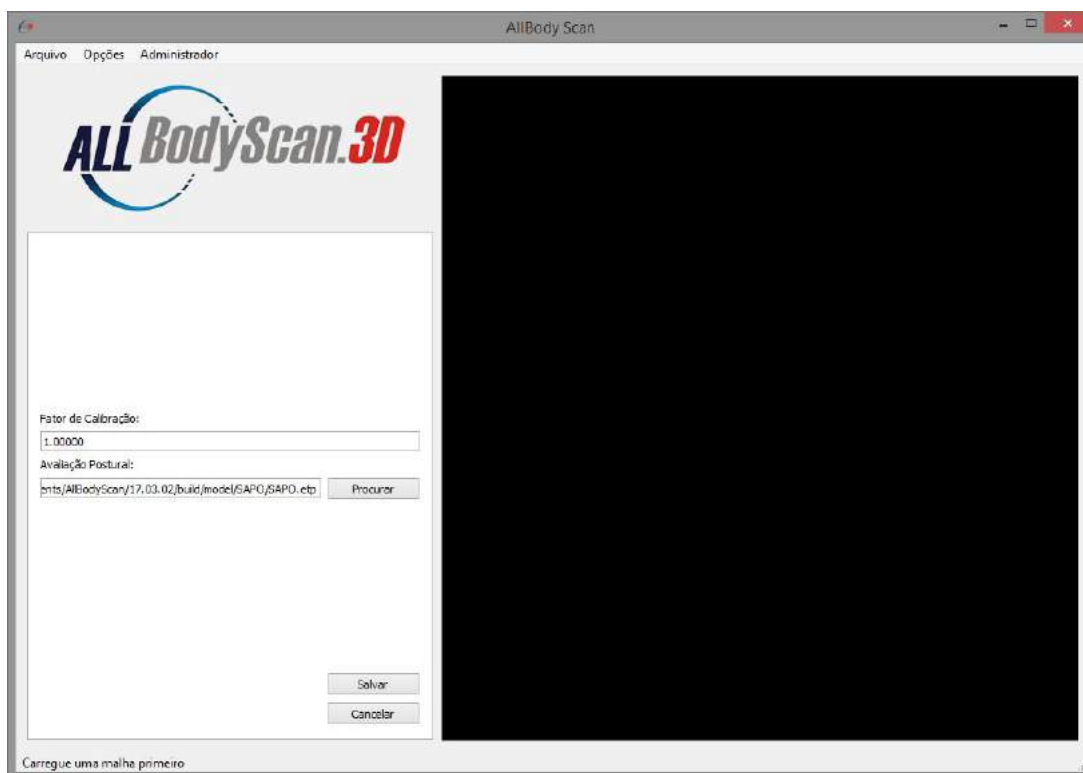 AllBody Scan
Arquivo Opções Administrador
ALL BodyScan.3D
Fator de Calibração:
1.00000
Avaliação Postural:
ents/AllBodyScan/17.03.02/build/model/SAPO/SAPO.etp Procurar
Salvar
Cancelar
Carregue uma malha primeiro